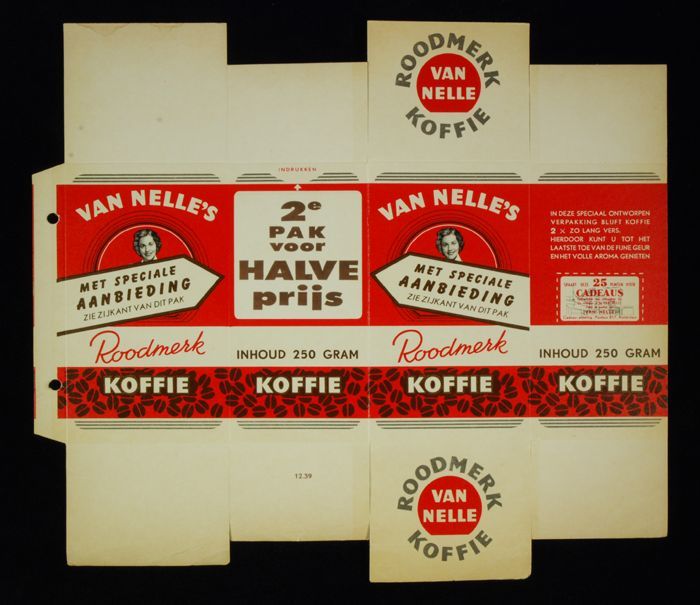 ROODMERK
VAN
NELLE
KOFFIE
INDRUKKEN
VAN NELLE'S
MET SPECIALE
AANBIEDING
ZIE ZIJKANT VAN DIT PAK
Roodmerk
KOFFIE
2e
PAK
voor
HALVE
prijs
INHOUD 250 GRAM
KOFFIE
VAN NELLE'S
MET SPECIALE
AANBIEDING
ZIE ZIJKANT VAN DIT PAK
Roodmerk
KOFFIE
IN DEZE SPECIAAL ONTWORPEN
VERPAKKING BLIJFT KOFFIE
2 x ZO LANG VERS.
HIERDOOR KUNT U TOT HET
LAATSTE TOE VAN DE FIJNE GEUR
EN HET VOLLE AROMA GENIETEN
SPAART DEZE 25 PUNTEN VOOR
CADEAUS
INHOUD 250 GRAM
KOFFIE
12.39
ROODMERK
VAN
NELLE
KOFFIE